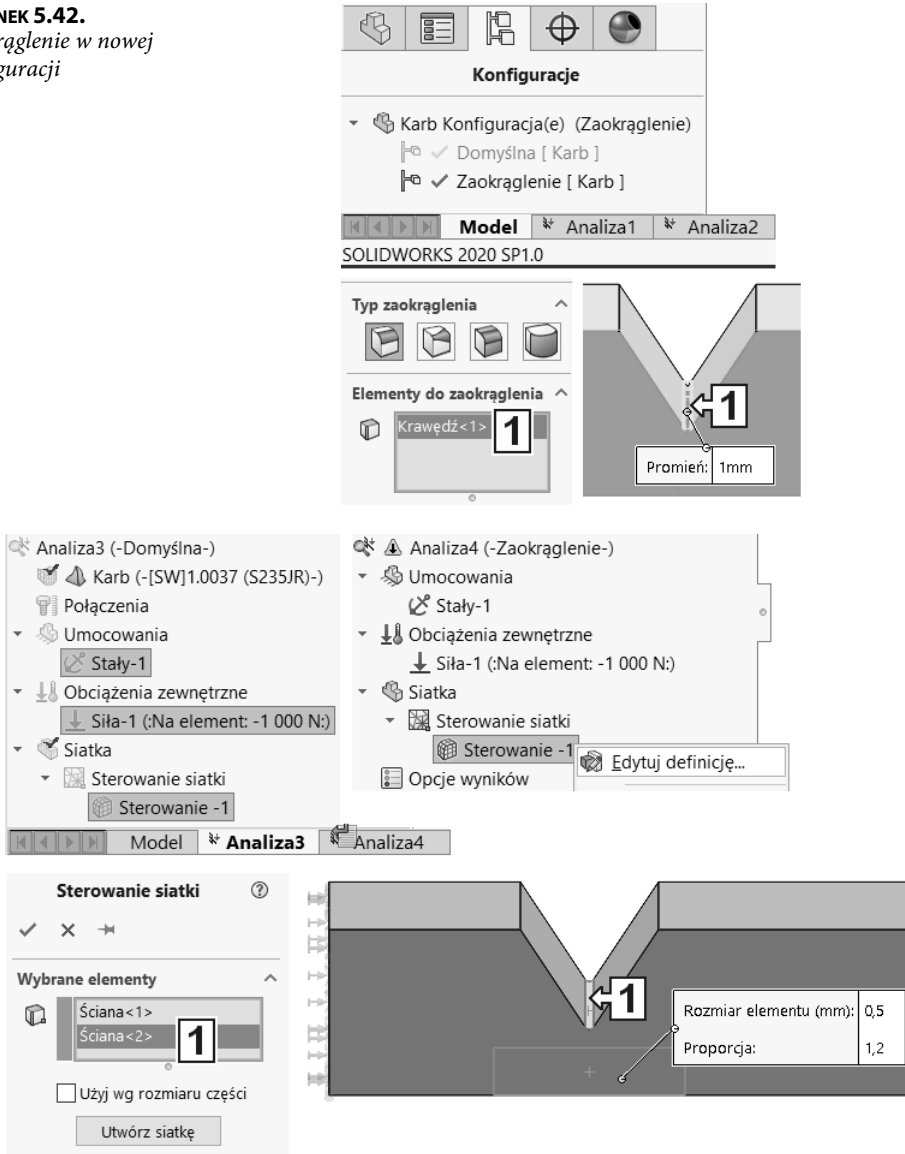 NEK 5.42.
rąglenie w nowej
guracji
Konfiguracje
Karb Konfiguracja(e) (Zaokrąglenie)
Domyślna [ Karb ]
Zaokrąglenie [ Karb ]
Model Analiza1 Analiza2
SOLIDWORKS 2020 SP1.0
Typ zaokrąglenia
Elementy do zaokrąglenia
Krawędź<1> 1
1
Promień: 1mm
Analiza3 (-Domyślna-)
Karb (-[SW]1.0037 (S235JR)-)
Połączenia
Umocowania
Stały-1
Obciążenia zewnętrzne
Siła-1 (:Na element: -1 000 N:)
Siatka
Sterowanie siatki
Sterowanie -1
Model Analiza3 Analiza4
Analiza4 (-Zaokrąglenie-)
Umocowania
Stały-1
Obciążenia zewnętrzne
Siła-1 (:Na element: -1 000 N:)
Siatka
Sterowanie siatki
Sterowanie -1
Edytuj definicję...
Opcje wyników
Sterowanie siatki
Wybrane elementy
Ściana<1>
Ściana<2> 1
Użyj wg rozmiaru części
Utwórz siatkę
1
Rozmiar elementu (mm): 0,5
Proporcja: 1,2